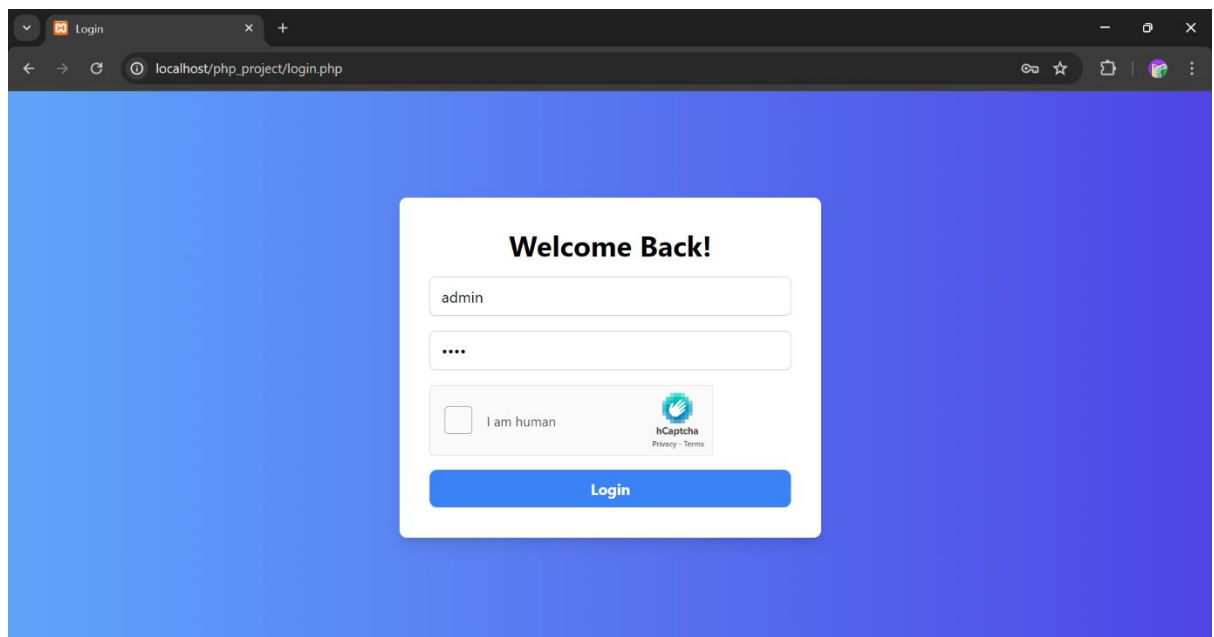 Login
localhost/php_project/login.php
Welcome Back!
admin
••••
I am human
hCaptcha
Privacy - Terms
Login